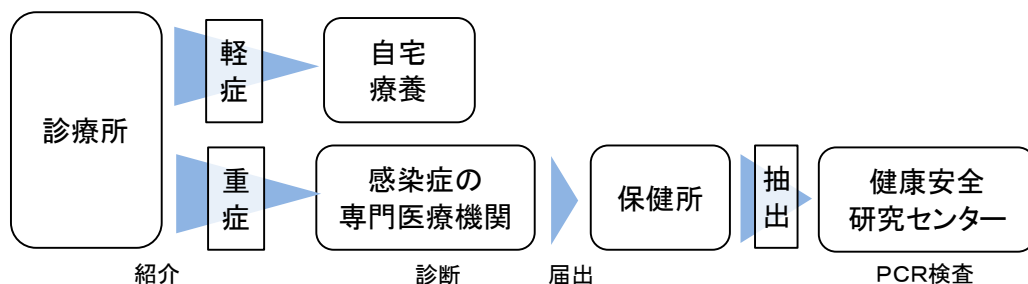 診療所
軽症
自宅
療養
重症
感染症の
専門医療機関
保健所
抽出
健康安全
研究センター
紹介
診断
届出
PCR検査